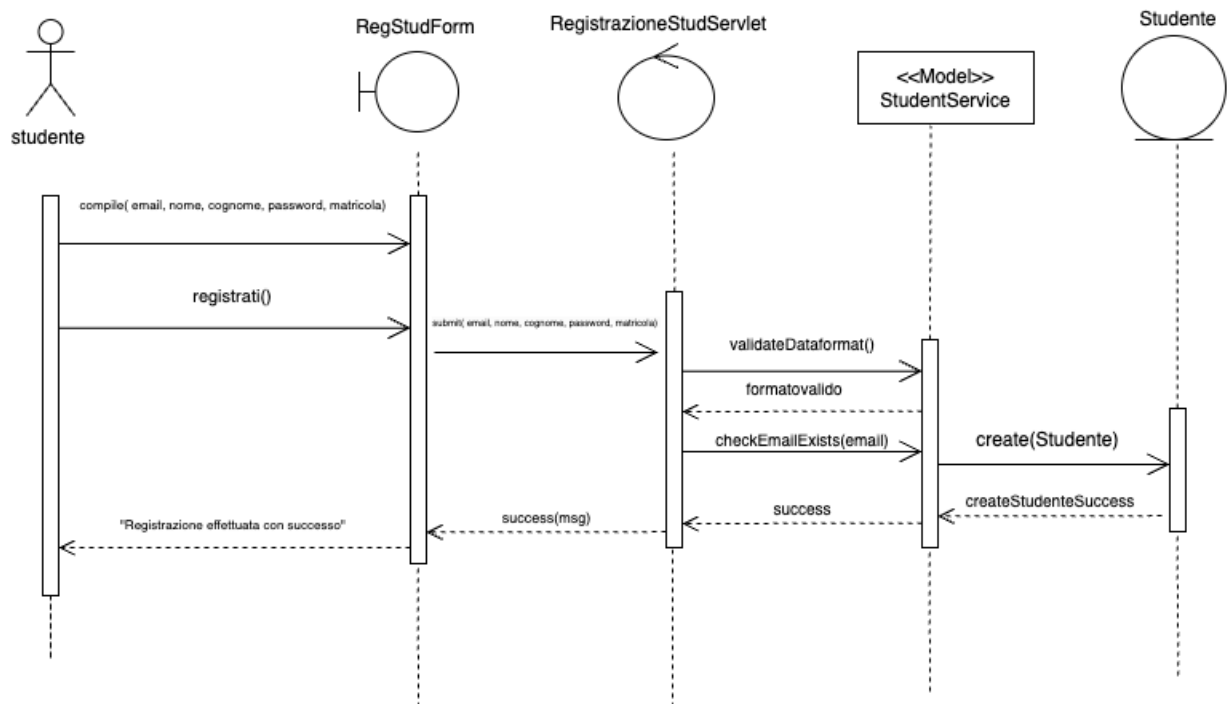 studente
RegStudForm
RegistrazioneStudServlet
<<Model>>
StudentService
Studente
compile( email, nome, cognome, password, matricola)
registrati()
submit( email, nome, cognome, password, matricola)
validateDataformat()
formatovalido
checkEmailExists(email)
create(Studente)
createStudenteSuccess
success
success(msg)
"Registrazione effettuata con successo"